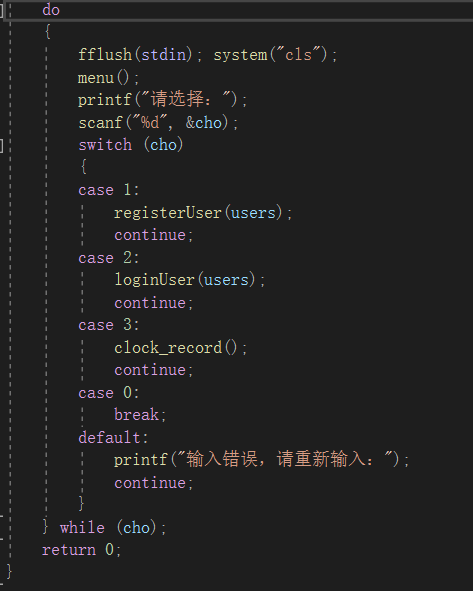 do
{
fflush(stdin); system("cls");
menu();
printf("请选择：");
scanf("%d", &cho);
switch (cho)
{
case 1:
registerUser(users);
continue;
case 2:
loginUser(users);
continue;
case 3:
clock_record();
continue;
case 0:
break;
default:
printf("输入错误，请重新输入：");
continue;
}
} while (cho);
return 0;
}